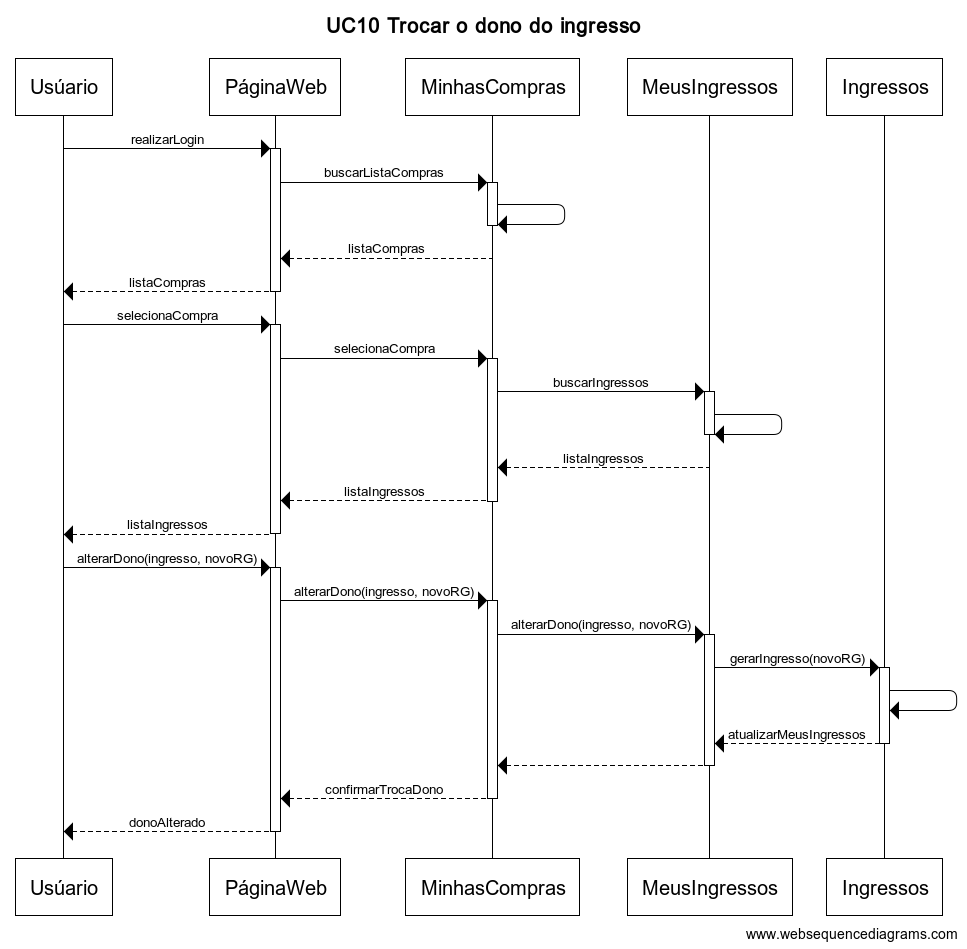 UC10 Trocar o dono do ingresso
Usúario PáginaWeb MinhasCompras MeusIngressos Ingressos
realizarLogin
buscarListaCompras
listaCompras
listaCompras
selecionaCompra
selecionaCompra
buscarIngressos
listaIngressos
listaIngressos
listaIngressos
alterarDono(ingresso, novoRG)
alterarDono(ingresso, novoRG)
alterarDono(ingresso, novoRG)
gerarIngresso(novoRG)
atualizarMeusIngressos
confirmarTrocaDono
donoAlterado
Usúario PáginaWeb MinhasCompras MeusIngressos Ingressos
www.websequencediagrams.com